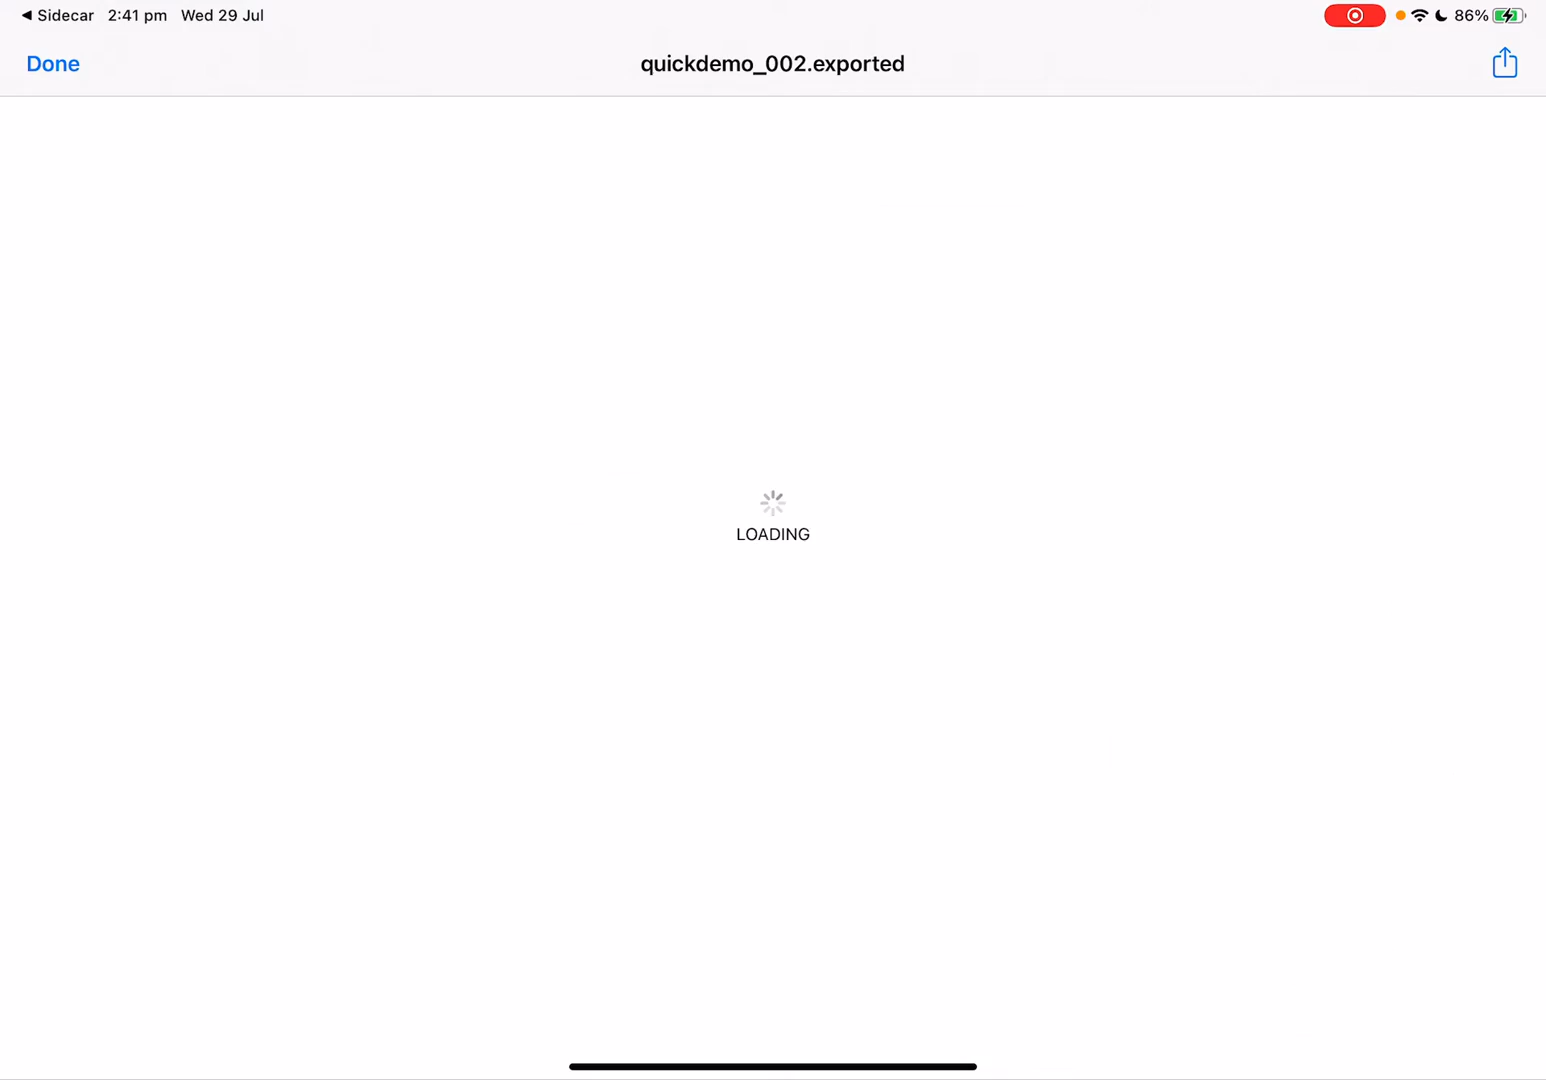 ◀ Sidecar 2:41 pm Wed 29 Jul 86%
Done quickdemo_002.exported
LOADING